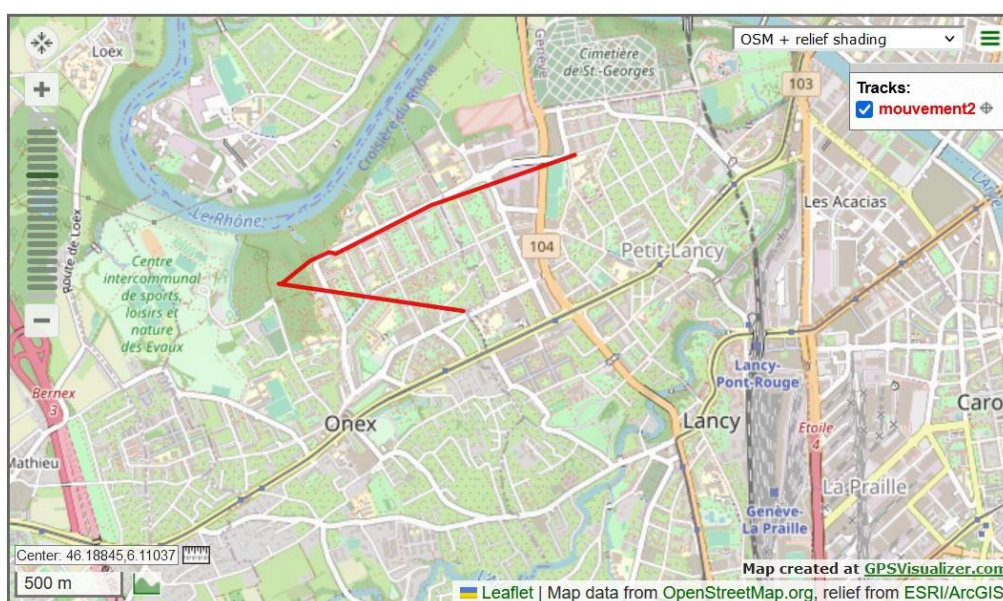 Loëx
Genève
Cimetière
de St.-Georges
OSM + relief shading
103
Tracks:
mouvement2
Croisière du Rhône
Le Rhône
Route de Loëx
L'Arve
Les Acacias
104
Petit-Lancy
Centre
intercommunal
de sports,
loisirs et
nature
des Evaux
Lancy-
Pont-Rouge
Bernex
3
Onex
Lancy
Caro
Etoile
4
Mathieu
La Praille
Genève-
La Praille
Center: 46.18845,6.11037
500 m
Map created at GPSVisualizer.com
Leaflet | Map data from OpenStreetMap.org, relief from ESRI/ArcGIS